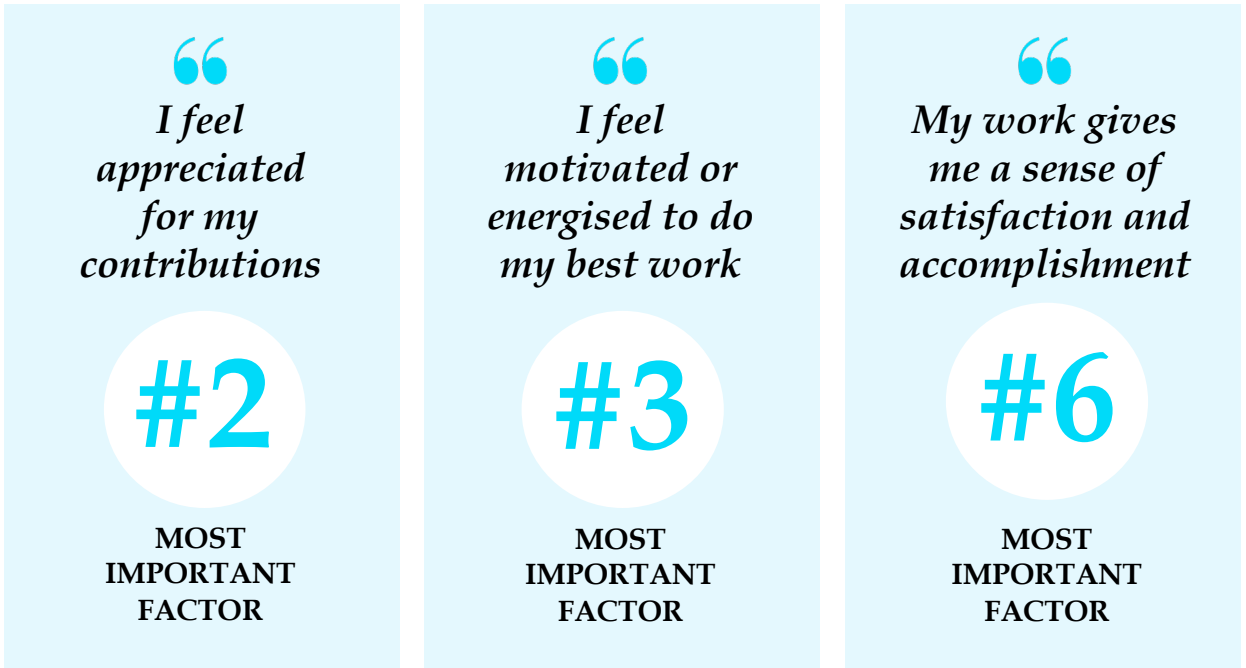 “
I feel
appreciated
for my
contributions
#2
MOST
IMPORTANT
FACTOR
“
I feel
motivated or
energised to do
my best work
#3
MOST
IMPORTANT
FACTOR
“
My work gives
me a sense of
satisfaction and
accomplishment
#6
MOST
IMPORTANT
FACTOR